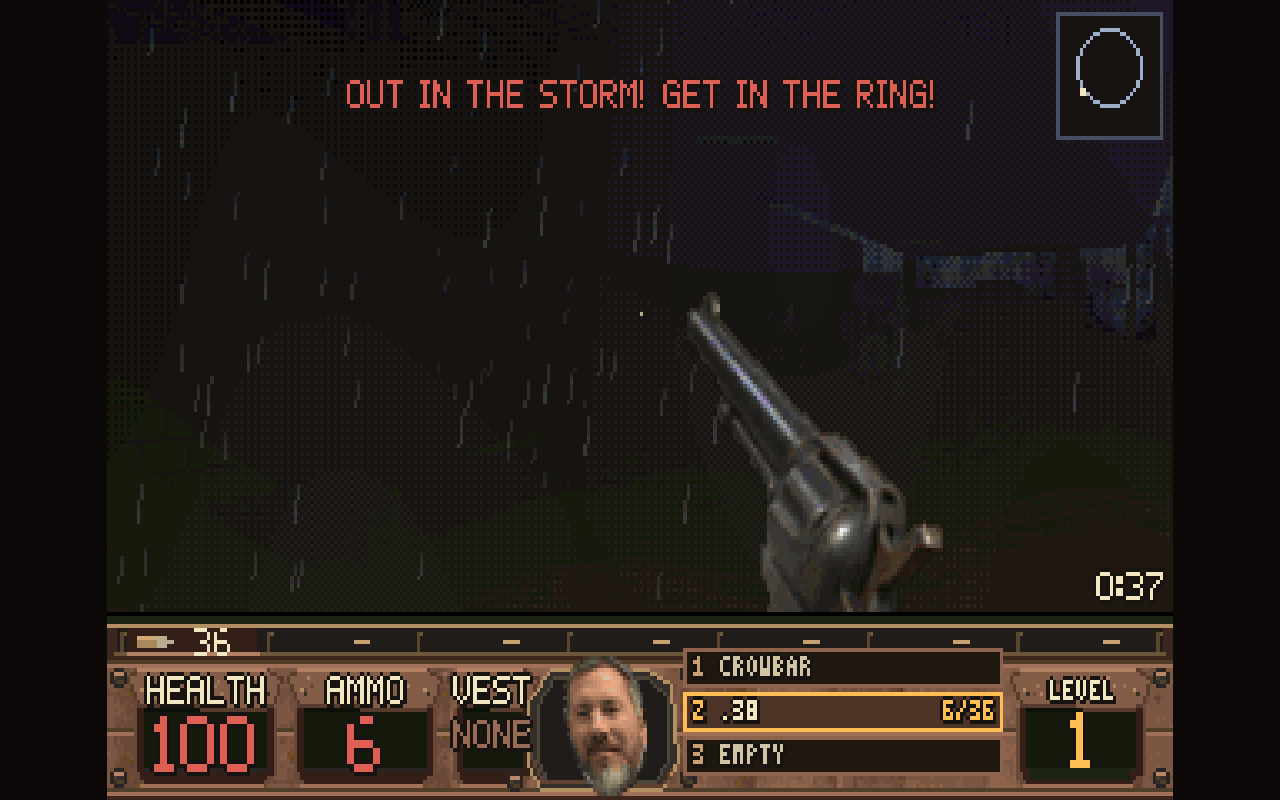 OUT IN THE STORM! GET IN THE RING!
0:37
36
HEALTH
100
AMMO
6
VEST
NONE
1 CROWBAR
2 .38 6/36
3 EMPTY
LEVEL
1